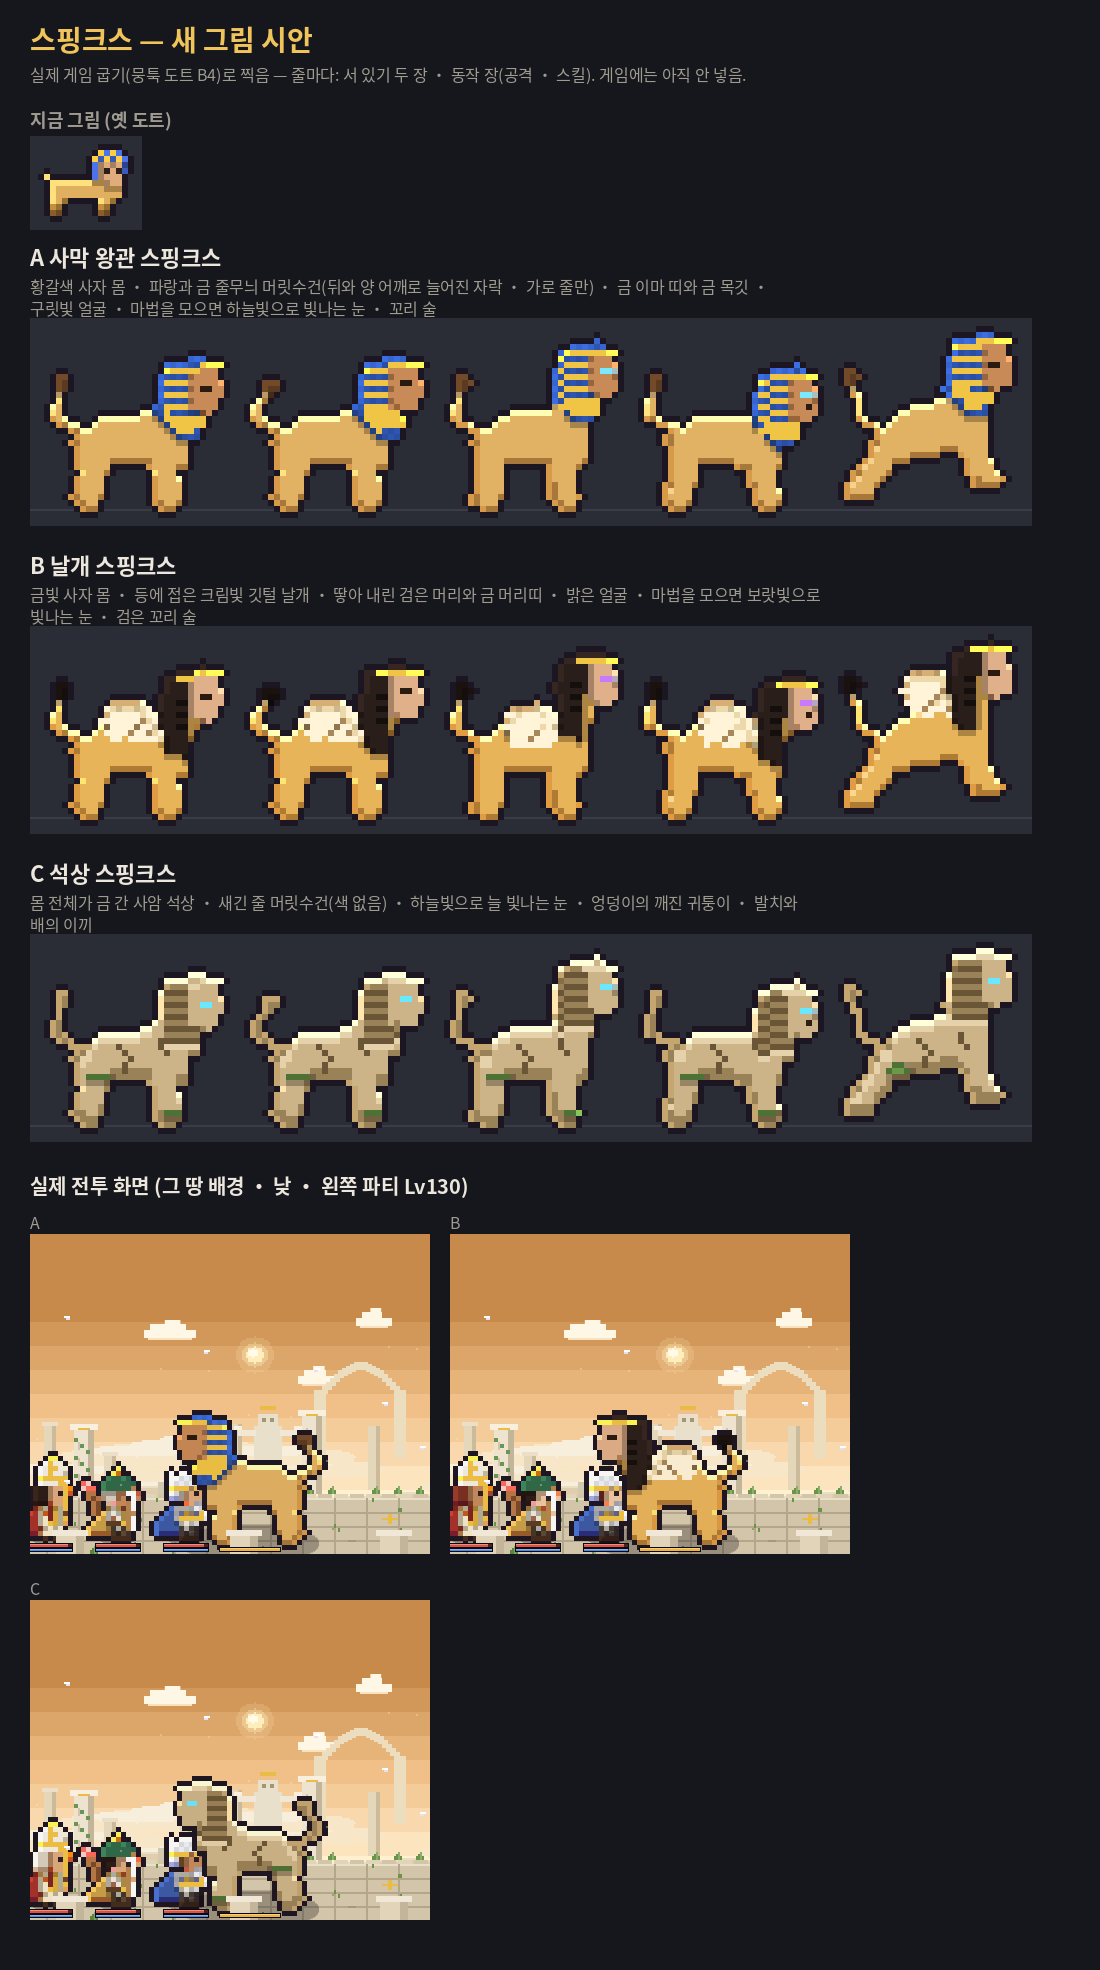 스핑크스 — 새 그림 시안
실제 게임 굽기(뭉툭 도트 B4)로 찍음 — 줄마다: 서 있기 두 장 · 동작 장(공격 · 스킬). 게임에는 아직 안 넣음.
지금 그림 (옛 도트)
A 사막 왕관 스핑크스
황갈색 사자 몸 · 파랑과 금 줄무늬 머릿수건(뒤와 양 어깨로 늘어진 자락 · 가로 줄만) · 금 이마 띠와 금 목깃 ·
구릿빛 얼굴 · 마법을 모으면 하늘빛으로 빛나는 눈 · 꼬리 술
B 날개 스핑크스
금빛 사자 몸 · 등에 접은 크림빛 깃털 날개 · 땋아 내린 검은 머리와 금 머리띠 · 밝은 얼굴 · 마법을 모으면 보랏빛으로
빛나는 눈 · 검은 꼬리 술
C 석상 스핑크스
몸 전체가 금 간 사암 석상 · 새긴 줄 머릿수건(색 없음) · 하늘빛으로 늘 빛나는 눈 · 엉덩이의 깨진 귀퉁이 · 발치와
배의 이끼
실제 전투 화면 (그 땅 배경 · 낮 · 왼쪽 파티 Lv130)
A
B
C